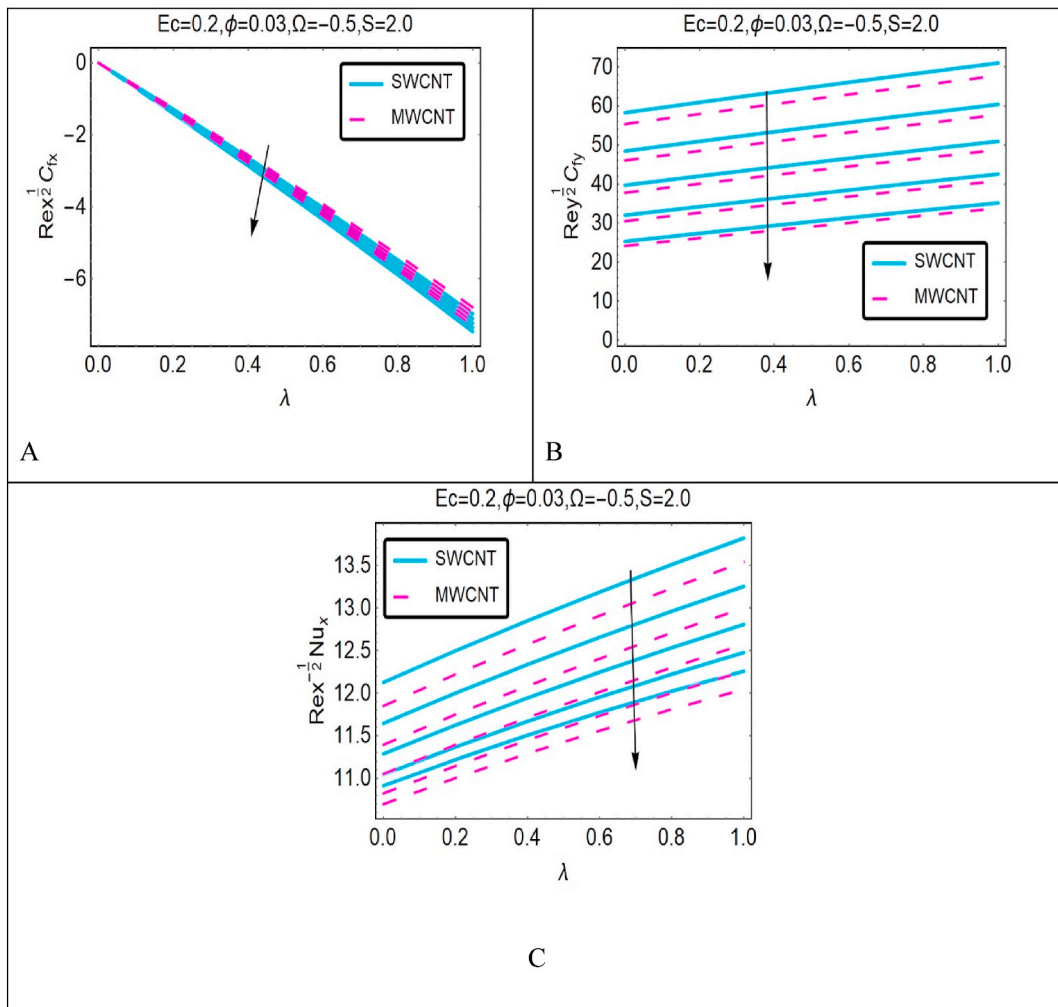 Ec=0.2,ϕ=0.03,Ω=−0.5,S=2.0
0
−2
−4
−6
Rex^{1/2} C_{fx}
SWCNT
MWCNT
0.0 0.2 0.4 0.6 0.8 1.0
λ
A
Ec=0.2,ϕ=0.03,Ω=−0.5,S=2.0
70
60
50
40
30
20
10
0
Rey^{1/2} C_{fy}
SWCNT
MWCNT
0.0 0.2 0.4 0.6 0.8 1.0
λ
B
Ec=0.2,ϕ=0.03,Ω=−0.5,S=2.0
13.5
13.0
12.5
12.0
11.5
11.0
Rex^{−1/2} Nu_x
SWCNT
MWCNT
0.0 0.2 0.4 0.6 0.8 1.0
λ
C